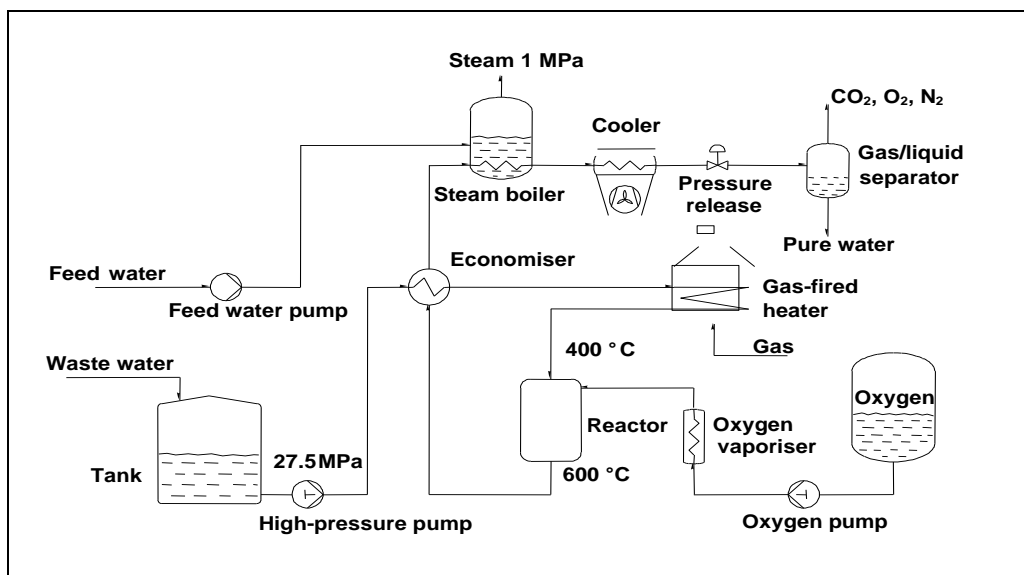 Steam 1 MPa
CO₂, O₂, N₂
Cooler
Gas/liquid
separator
Steam boiler
Pressure
release
Pure water
Feed water
Economiser
Gas-fired
heater
Feed water pump
400 °C
Gas
Waste water
Oxygen
Reactor
Oxygen
vaporiser
27.5MPa
600 °C
Tank
High-pressure pump
Oxygen pump